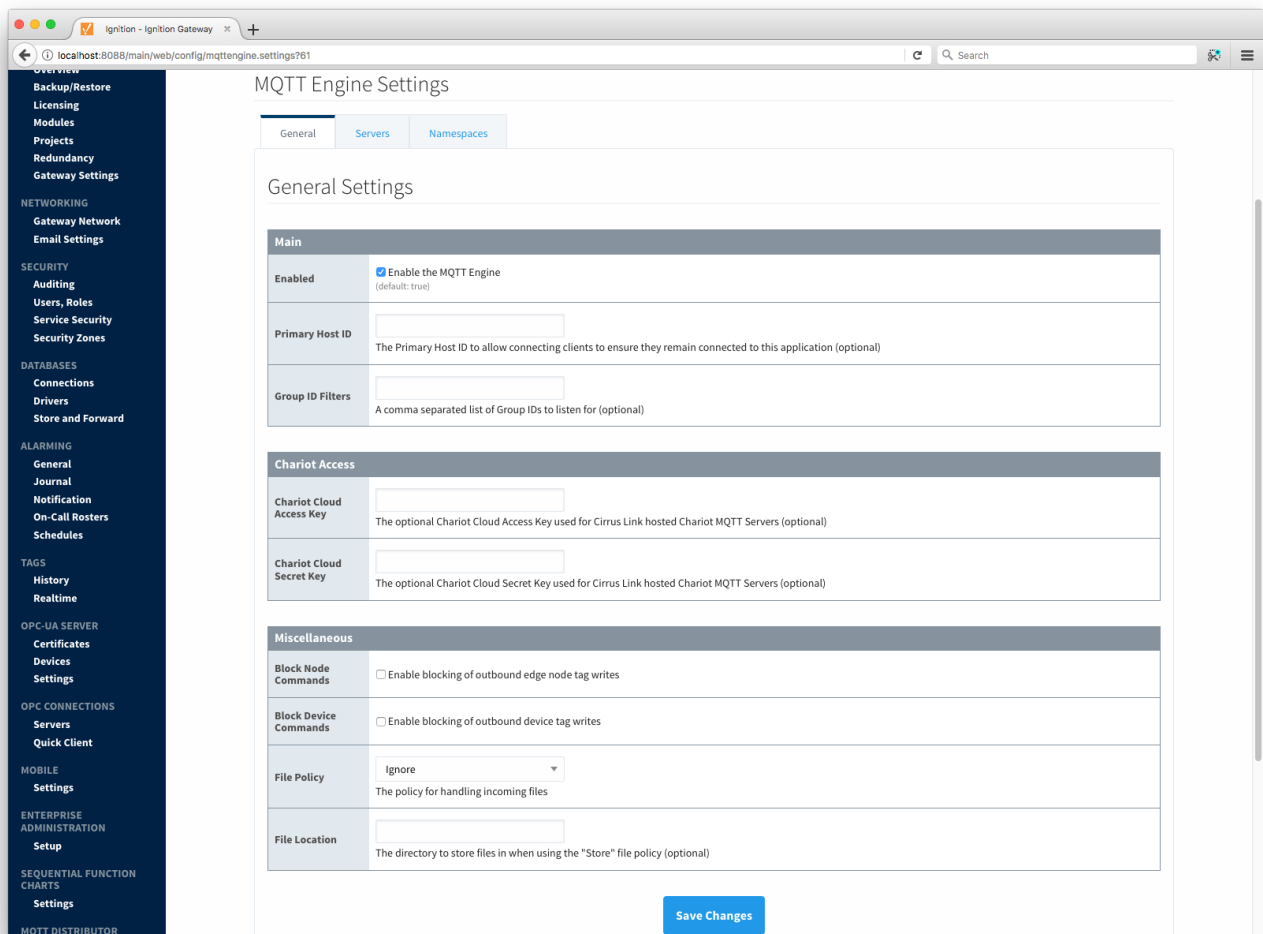 Ignition - Ignition Gateway
localhost:8088/main/web/config/mqttengine.settings?61
Search
Overview
Backup/Restore
Licensing
Modules
Projects
Redundancy
Gateway Settings
NETWORKING
Gateway Network
Email Settings
SECURITY
Auditing
Users, Roles
Service Security
Security Zones
DATABASES
Connections
Drivers
Store and Forward
ALARMING
General
Journal
Notification
On-Call Rosters
Schedules
TAGS
History
Realtime
OPC-UA SERVER
Certificates
Devices
Settings
OPC CONNECTIONS
Servers
Quick Client
MOBILE
Settings
ENTERPRISE
ADMINISTRATION
Setup
SEQUENTIAL FUNCTION
CHARTS
Settings
MQTT DISTRIBUTOR
MQTT Engine Settings
General
Servers
Namespaces
General Settings
Main
Enabled
Enable the MQTT Engine
(default: true)
Primary Host ID
The Primary Host ID to allow connecting clients to ensure they remain connected to this application (optional)
Group ID Filters
A comma separated list of Group IDs to listen for (optional)
Chariot Access
Chariot Cloud
Access Key
The optional Chariot Cloud Access Key used for Cirrus Link hosted Chariot MQTT Servers (optional)
Chariot Cloud
Secret Key
The optional Chariot Cloud Secret Key used for Cirrus Link hosted Chariot MQTT Servers (optional)
Miscellaneous
Block Node
Commands
Enable blocking of outbound edge node tag writes
Block Device
Commands
Enable blocking of outbound device tag writes
File Policy
Ignore
The policy for handling incoming files
File Location
The directory to store files in when using the "Store" file policy (optional)
Save Changes